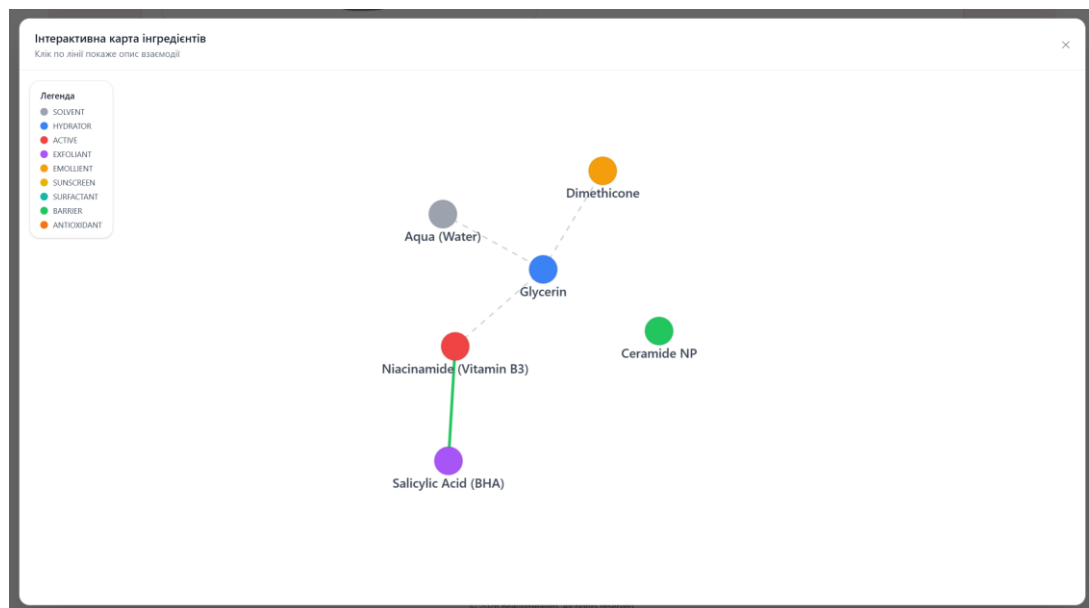 Інтерактивна карта інгредієнтів
Клік по лінії покаже опис взаємодії
×
Легенда
SOLVENT
HYDRATOR
ACTIVE
EXFOLIANT
EMOLLIENT
SUNSCREEN
SURFACTANT
BARRIER
ANTIOXIDANT
Dimethicone
Aqua (Water)
Glycerin
Ceramide NP
Niacinamide (Vitamin B3)
Salicylic Acid (BHA)